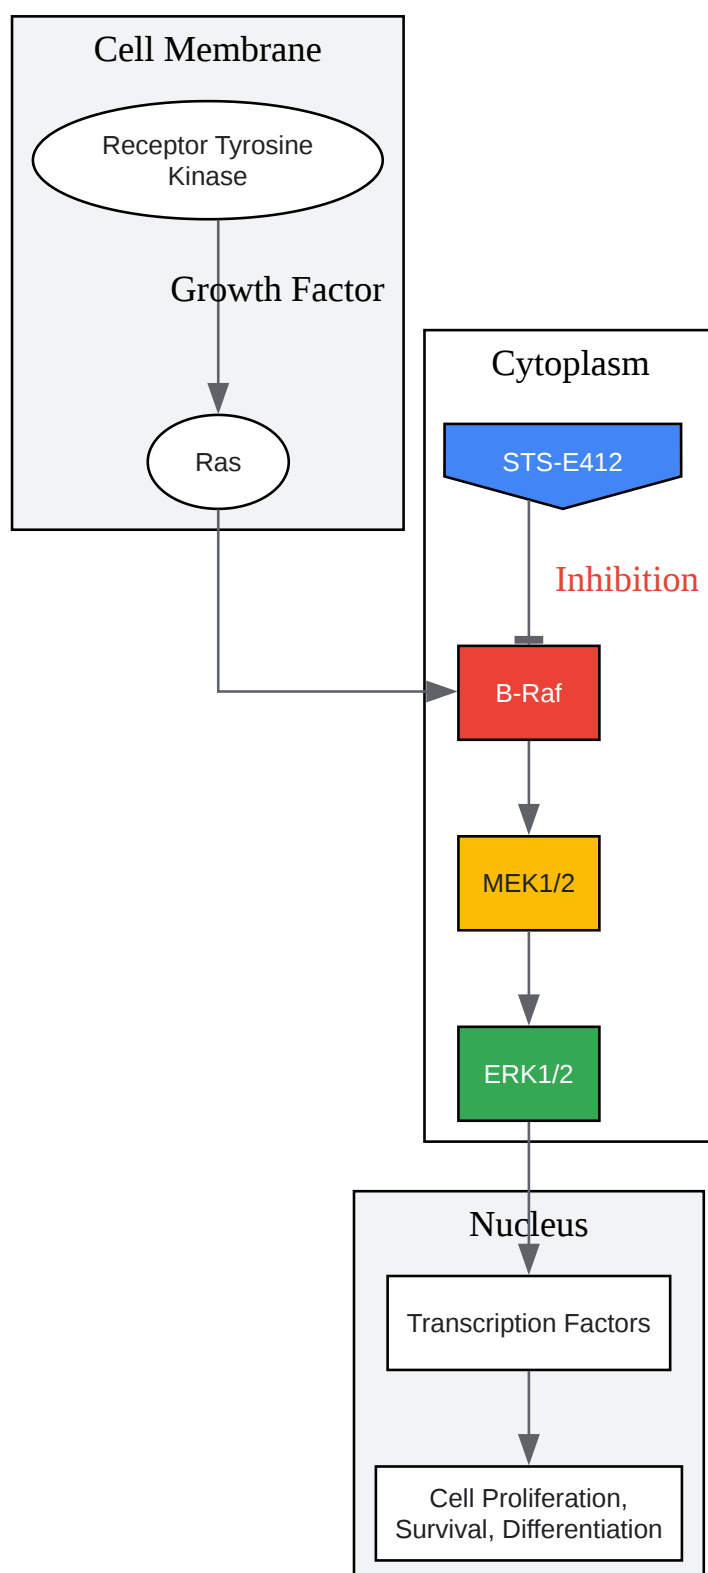 Cell Membrane
Receptor Tyrosine
Kinase
Growth Factor
Ras
Cytoplasm
STS-E412
Inhibition
B-Raf
MEK1/2
ERK1/2
Nucleus
Transcription Factors
Cell Proliferation,
Survival, Differentiation